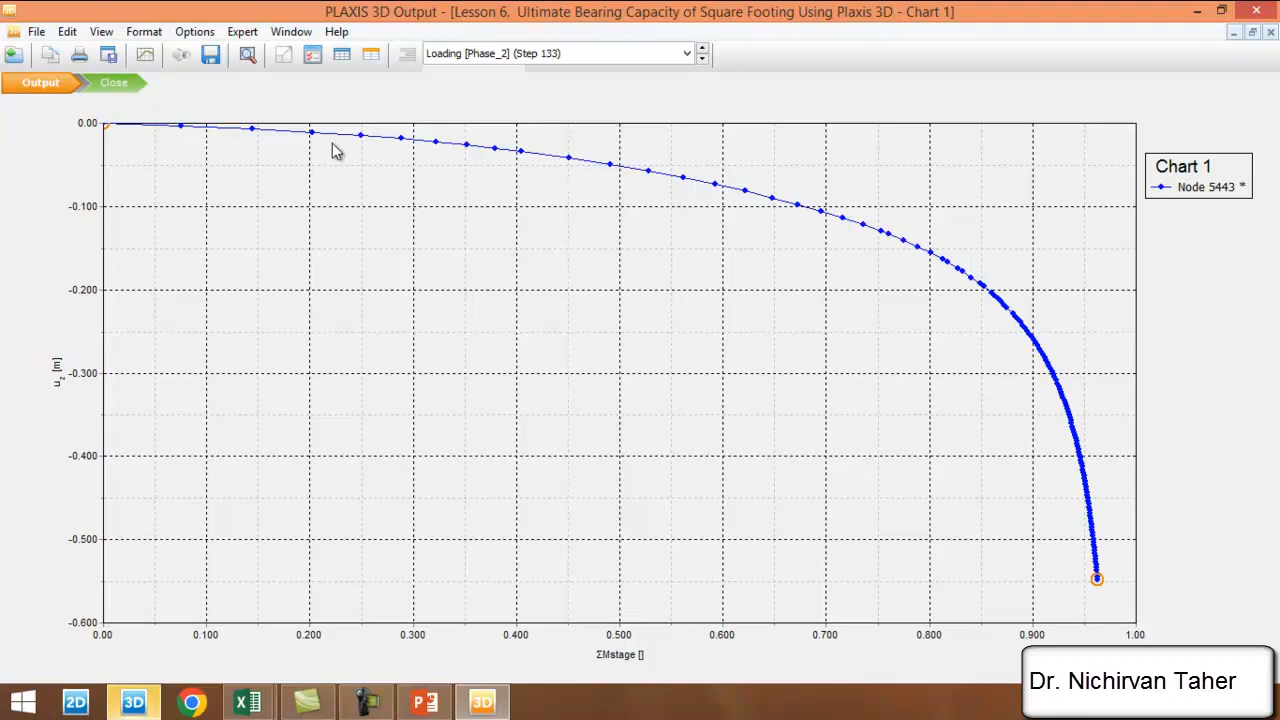 PLAXIS 3D Output - [Lesson 6.  Ultimate Bearing Capacity of Square Footing Using Plaxis 3D - Chart 1]
File Edit View Format Options Expert Window Help
Loading [Phase_2] (Step 133)
Output Close
Chart 1
Node 5443 *
0.00
-0.100
-0.200
-0.300
-0.400
-0.500
-0.600
uz [m]
0.00 0.100 0.200 0.300 0.400 0.500 0.600 0.700 0.800 0.900 1.00
ΣMstage []
Dr. Nichirvan Taher
2D 3D